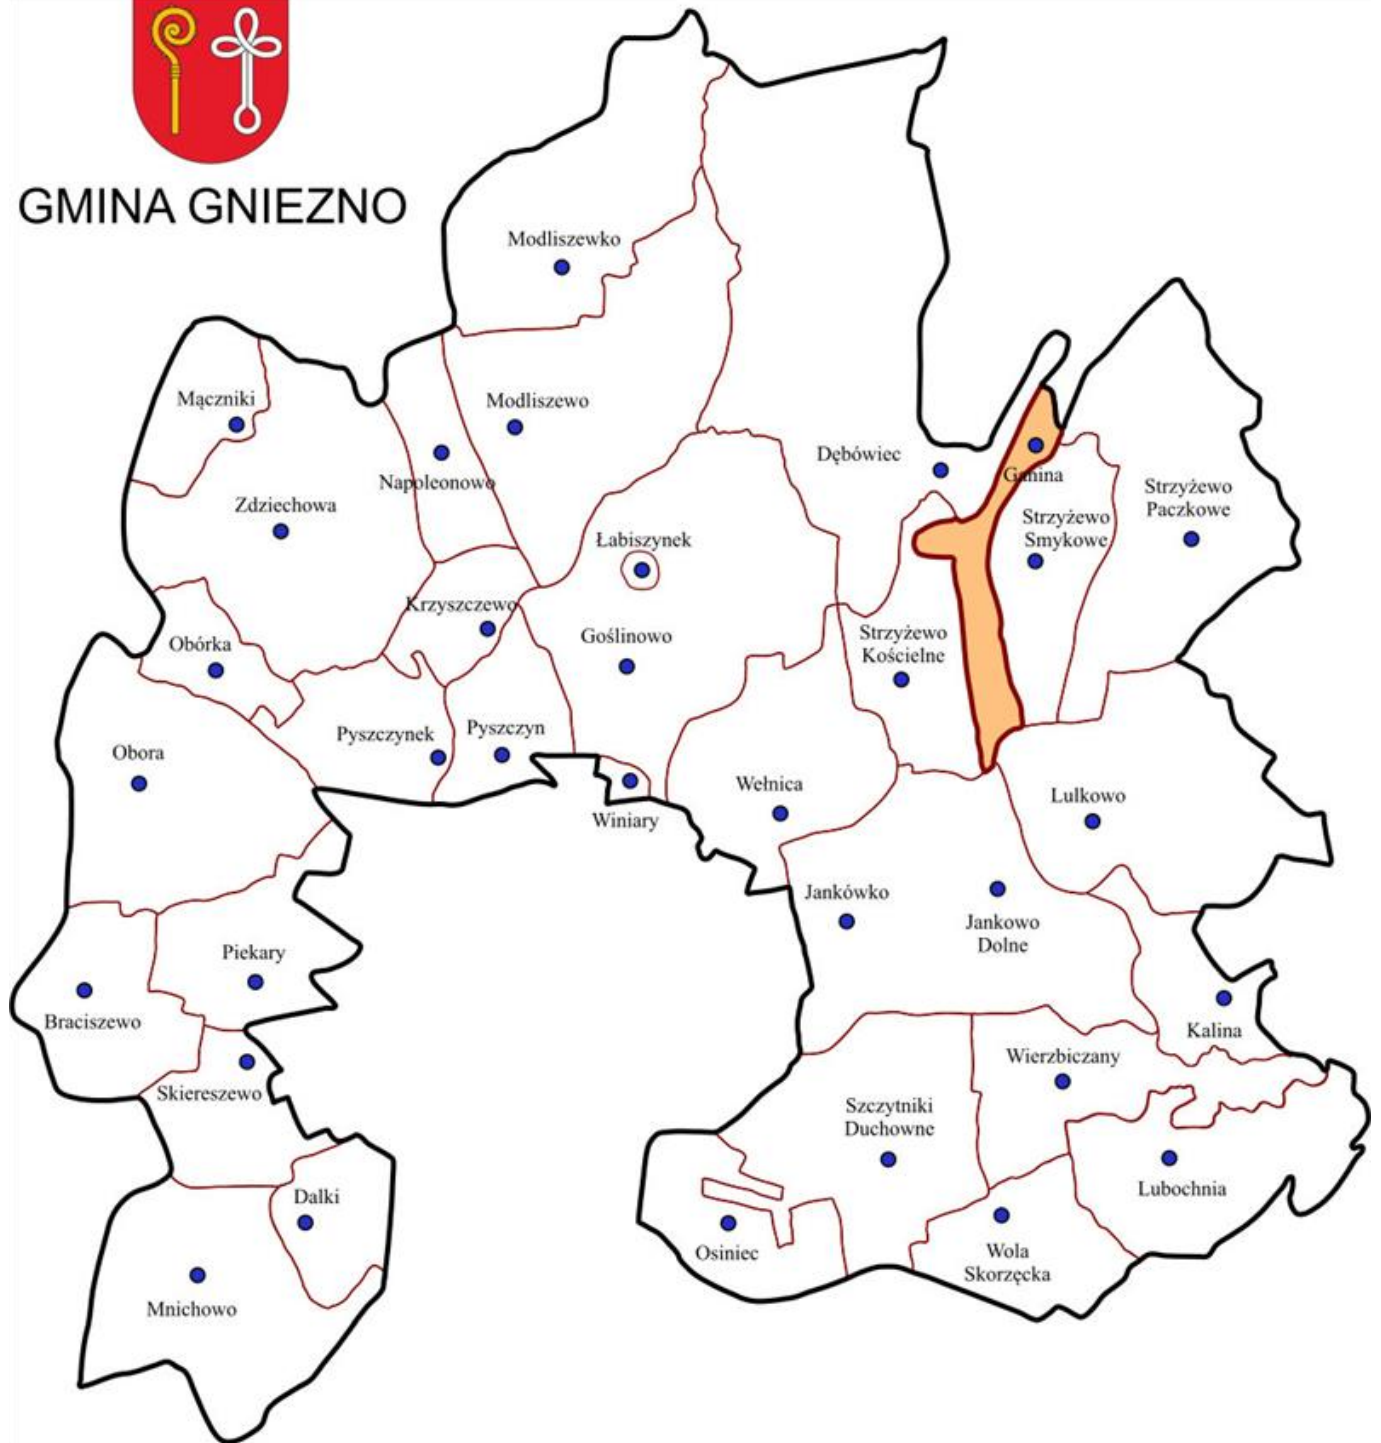 GMINA GNIEZNO
Modliszewko
Mączniki
Modliszewo
Napoleonowo
Dębówiec
Ganina
Zdziechowa
Strzyżewo
Paczkowe
Strzyżewo
Smykowe
Łabiszynek
Krzyszczewo
Goślinowo
Obórka
Strzyżewo
Kościelne
Pyszczynek
Pyszczyn
Obora
Wełnica
Lulkowo
Winiary
Jankówko
Jankowo
Dolne
Piekary
Braciszewo
Kalina
Wierzbiczany
Skiereszewo
Szczytniki
Duchowne
Lubochnia
Dalki
Osiniec
Wola
Skorzęcka
Mnichowo